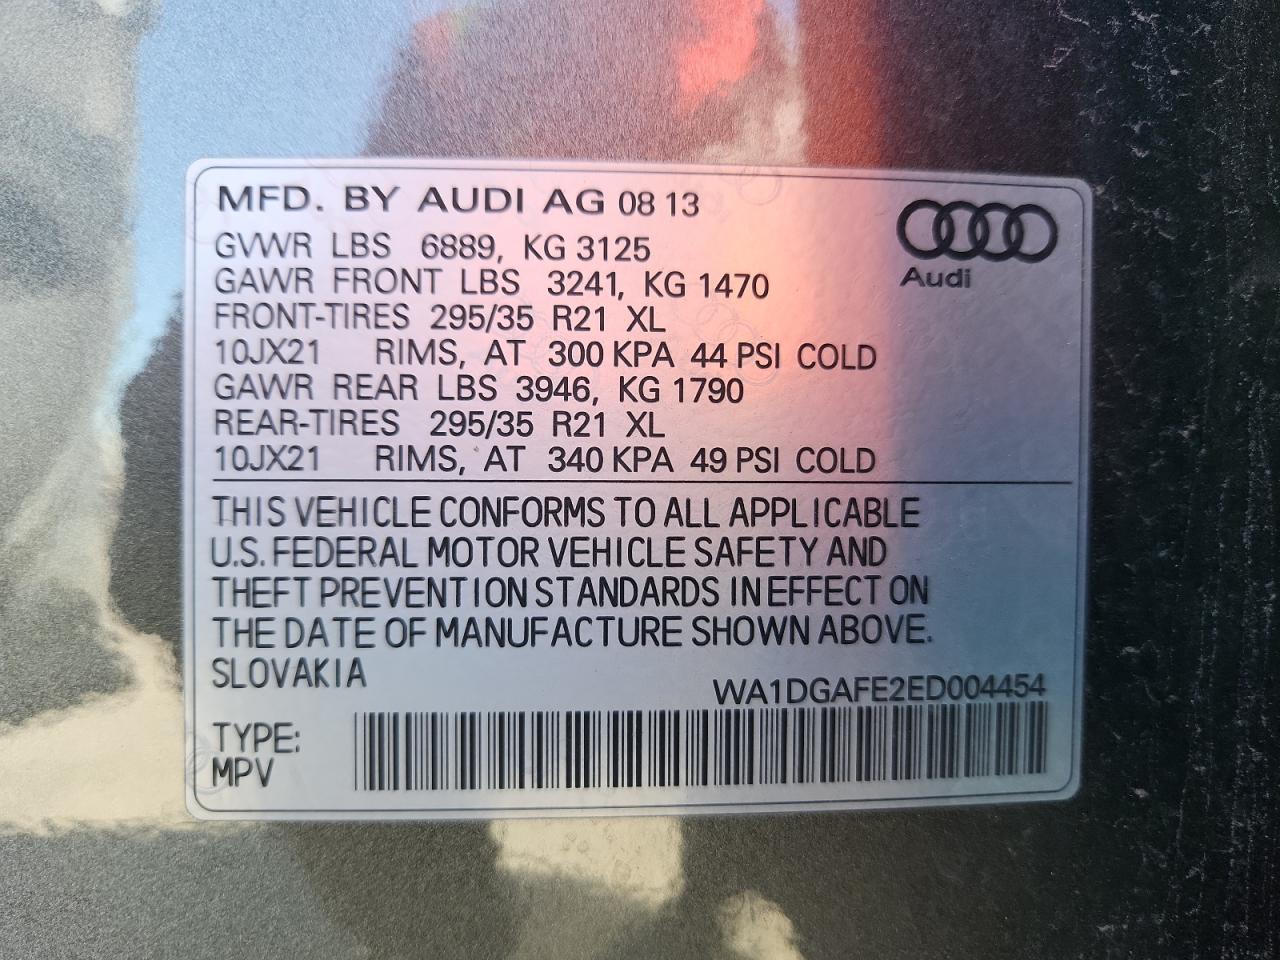 MFD. BY AUDI AG 08 13
GVWR LBS 6889, KG 3125
GAWR FRONT LBS 3241, KG 1470
FRONT-TIRES 295/35 R21 XL
10JX21 RIMS, AT 300 KPA 44 PSI COLD
GAWR REAR LBS 3946, KG 1790
REAR-TIRES 295/35 R21 XL
10JX21 RIMS, AT 340 KPA 49 PSI COLD
Audi
THIS VEHICLE CONFORMS TO ALL APPLICABLE
U.S. FEDERAL MOTOR VEHICLE SAFETY AND
THEFT PREVENTION STANDARDS IN EFFECT ON
THE DATE OF MANUFACTURE SHOWN ABOVE.
SLOVAKIA
WA1DGAFE2ED004454
TYPE:
MPV